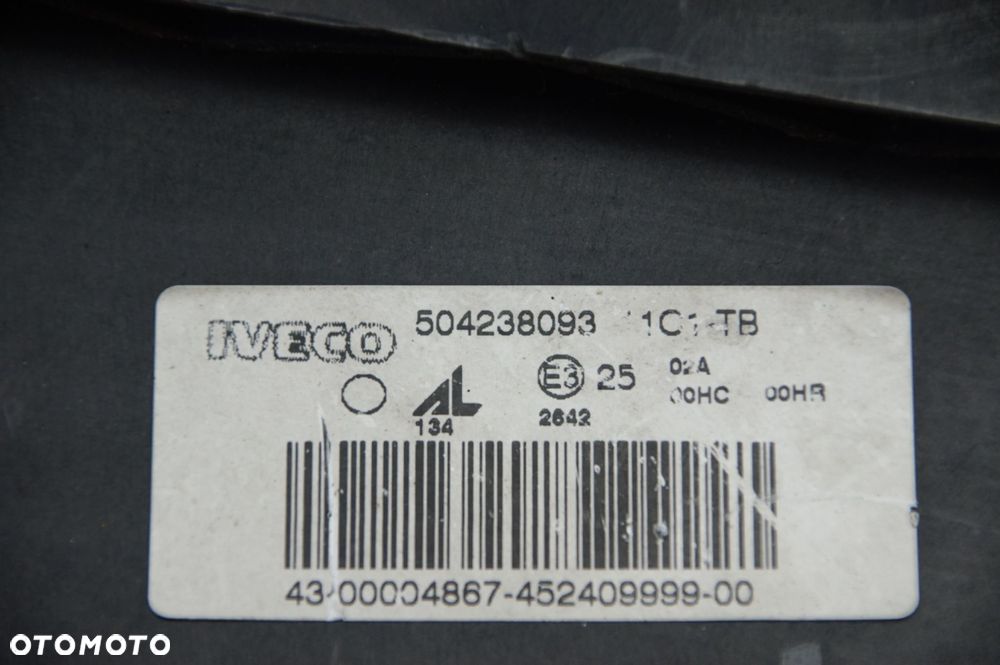 IVECO 504238093 1C1-TB
AL E3 25 02A
00HC 00HR
134 2642
43-00004867-452409999-00
OTOMOTO